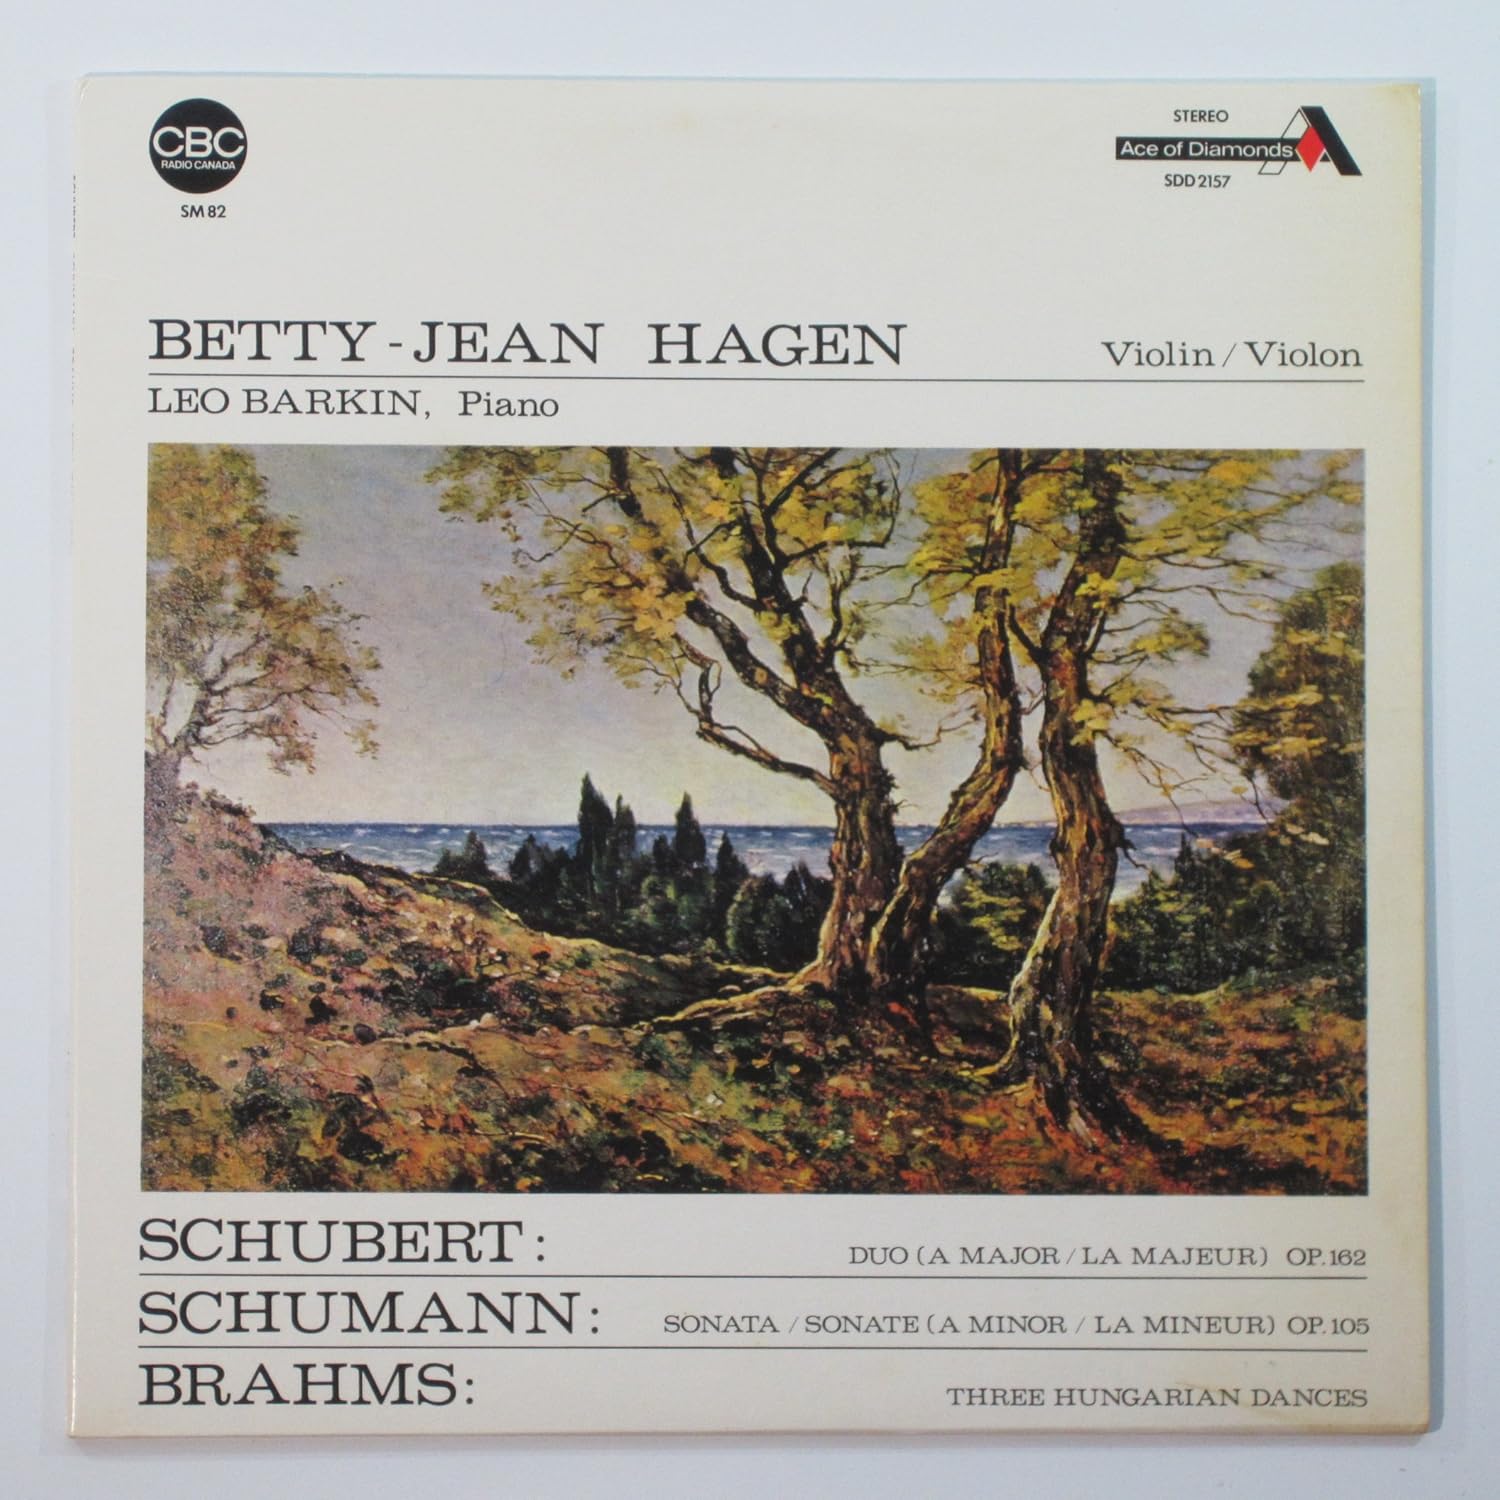 CBC
RADIO CANADA
SM 82
STEREO
Ace of Diamonds
SDD 2157
BETTY-JEAN HAGEN Violin / Violon
LEO BARKIN, Piano
SCHUBERT: DUO (A MAJOR / LA MAJEUR) OP. 162
SCHUMANN: SONATA / SONATE (A MINOR / LA MINEUR) OP. 105
BRAHMS: THREE HUNGARIAN DANCES